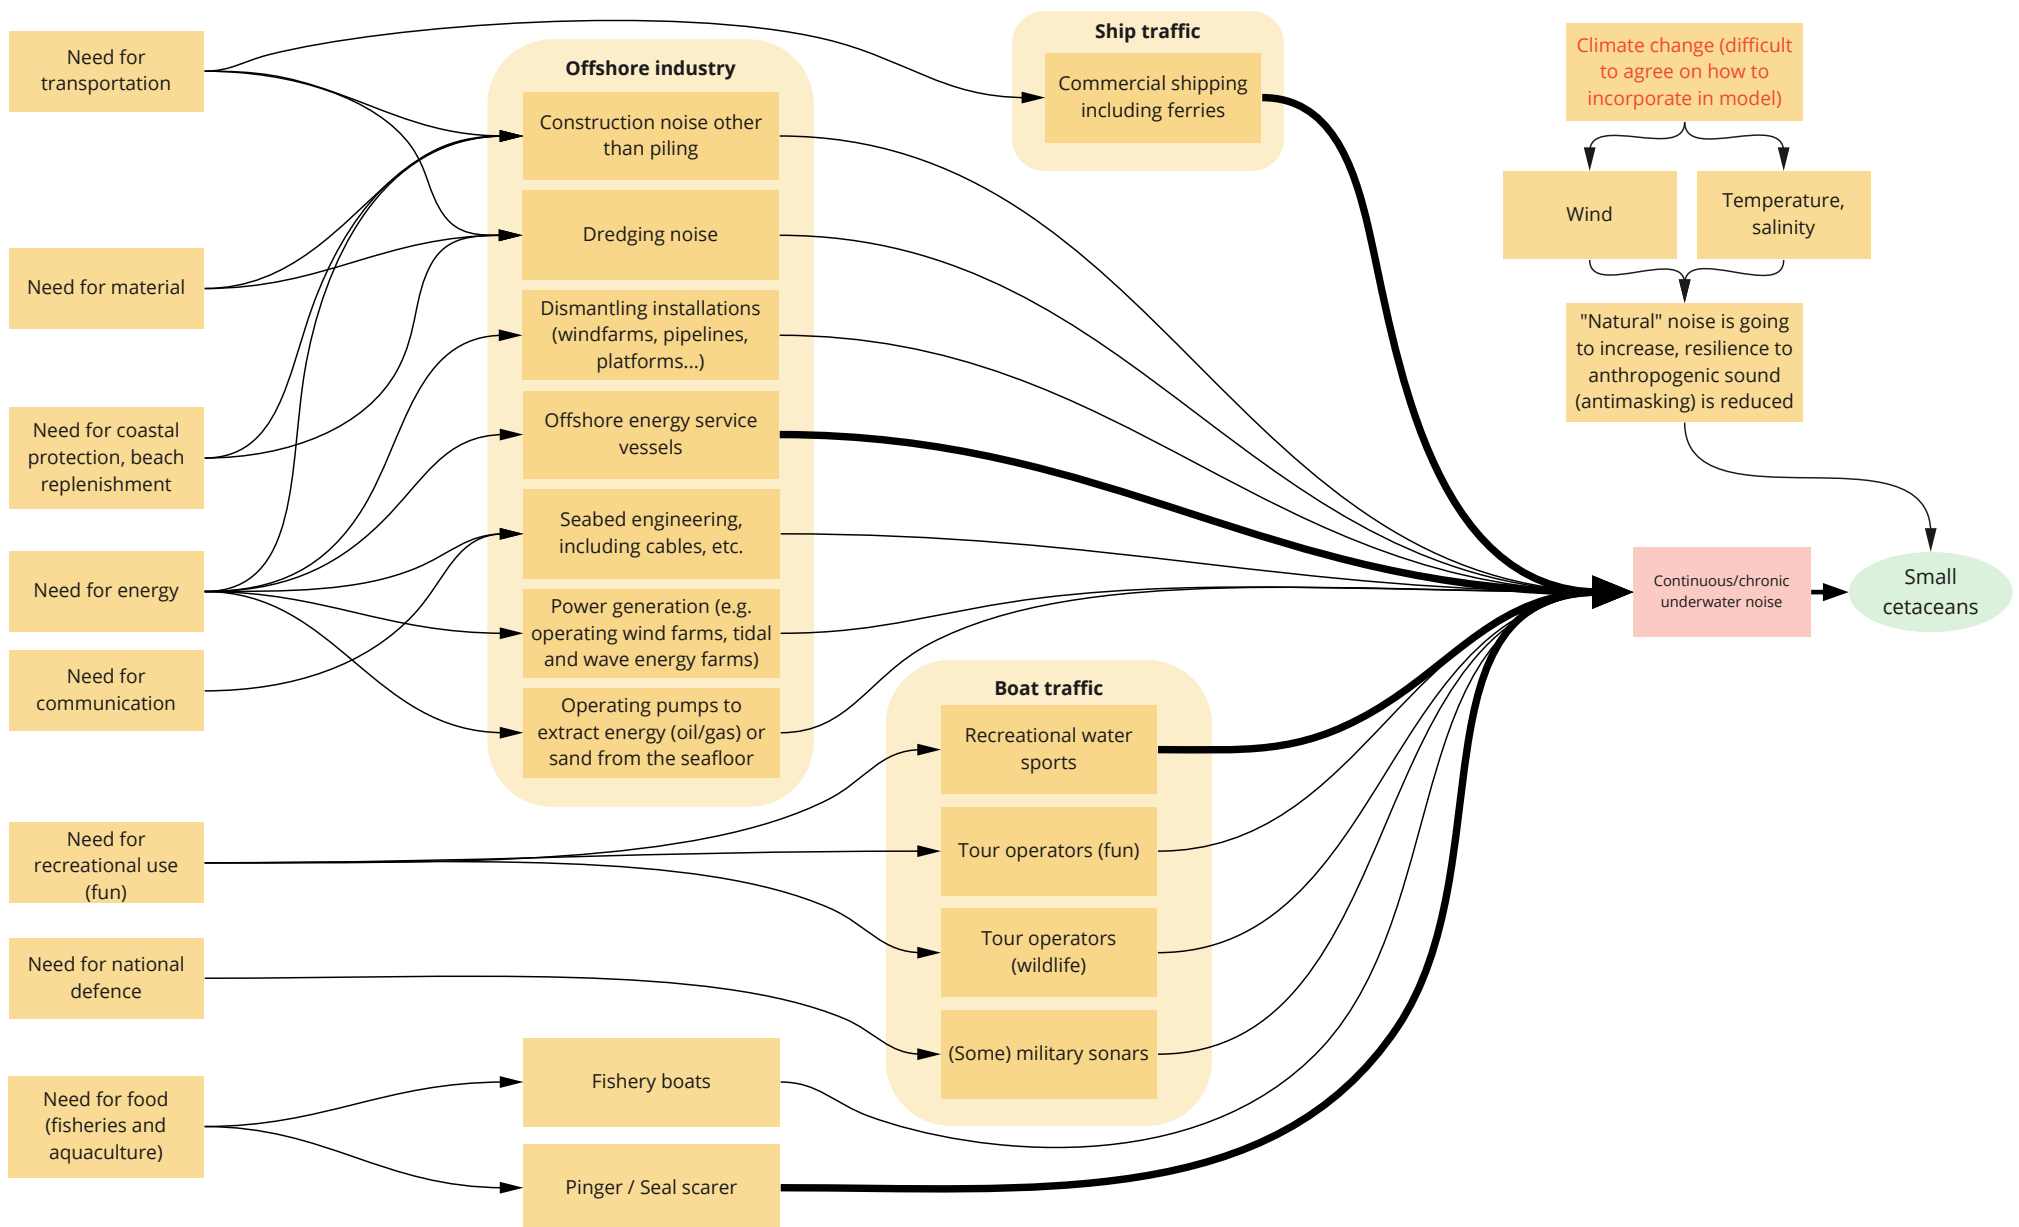 Need for
transportation
Need for material
Need for coastal
protection, beach
replenishment
Need for energy
Need for
communication
Need for
recreational use
(fun)
Need for national
defence
Need for food
(fisheries and
aquaculture)
Offshore industry
Construction noise other
than piling
Dredging noise
Dismantling installations
(windfarms, pipelines,
platforms...)
Offshore energy service
vessels
Seabed engineering,
including cables, etc.
Power generation (e.g.
operating wind farms, tidal
and wave energy farms)
Operating pumps to
extract energy (oil/gas) or
sand from the seafloor
Fishery boats
Pinger / Seal scarer
Ship traffic
Commercial shipping
including ferries
Boat traffic
Recreational water
sports
Tour operators (fun)
Tour operators
(wildlife)
(Some) military sonars
Climate change (difficult
to agree on how to
incorporate in model)
Wind
Temperature,
salinity
"Natural" noise is going
to increase, resilience to
anthropogenic sound
(antimasking) is reduced
Continuous/chronic
underwater noise
Small
cetaceans